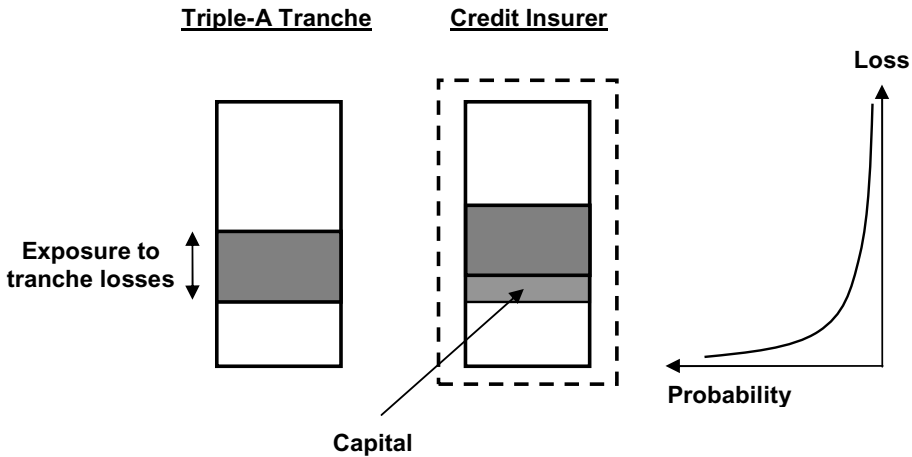 Triple-A Tranche
Credit Insurer
Loss
Exposure to
tranche losses
Probability
Capital